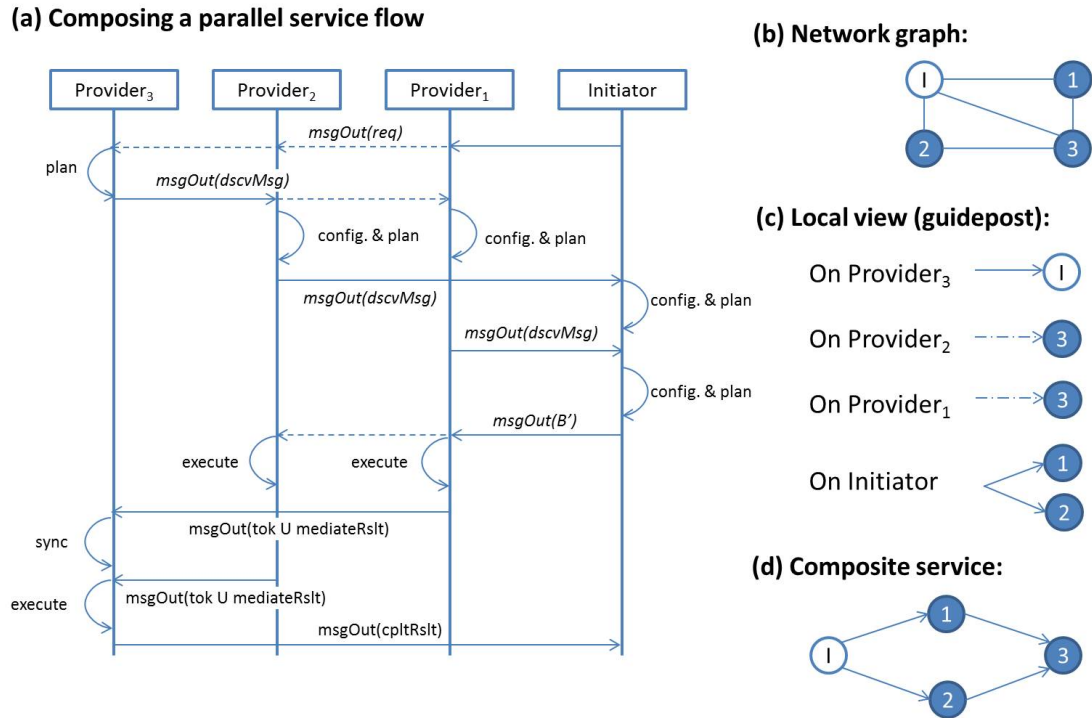 (a) Composing a parallel service flow
Provider₃
Provider₂
Provider₁
Initiator
msgOut(req)
plan
msgOut(dscvMsg)
config. & plan
config. & plan
msgOut(dscvMsg)
config. & plan
msgOut(dscvMsg)
config. & plan
msgOut(B’)
execute
execute
msgOut(tok U mediateRslt)
sync
msgOut(tok U mediateRslt)
execute
msgOut(cpltRslt)
(b) Network graph:
I
1
2
3
(c) Local view (guidepost):
On Provider₃
I
On Provider₂
3
On Provider₁
3
On Initiator
1
2
(d) Composite service:
1
I
3
2